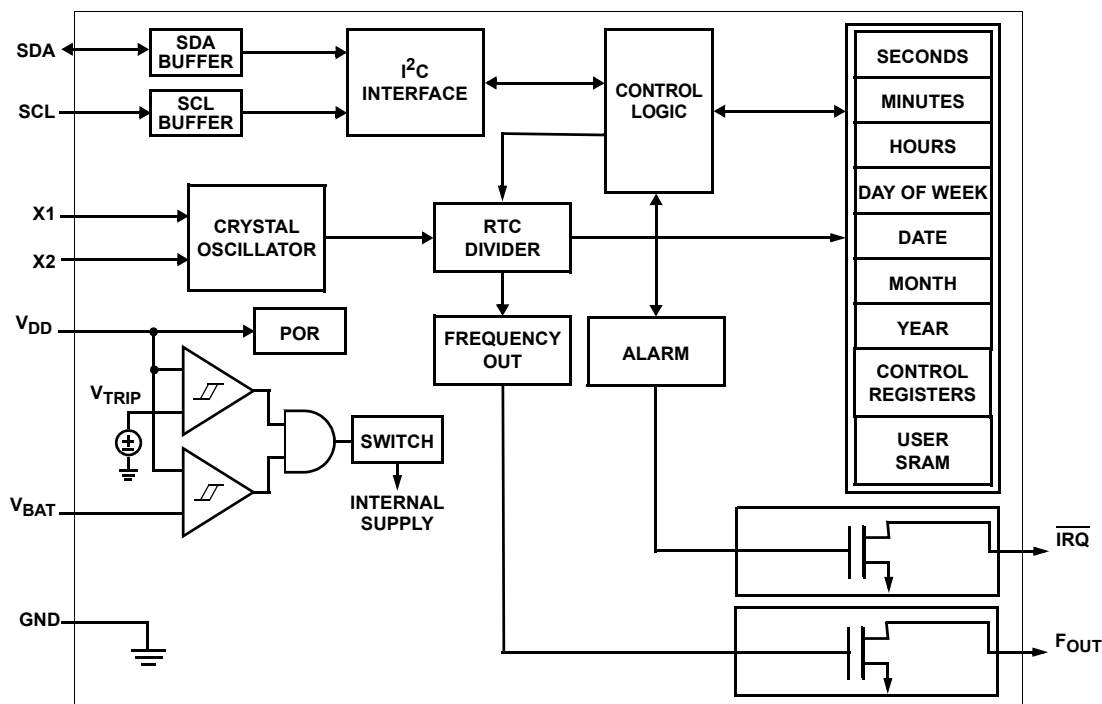 SDA
SDA
BUFFER
I²C
INTERFACE
CONTROL
LOGIC
SECONDS
SCL
SCL
BUFFER
MINUTES
HOURS
DAY OF WEEK
DATE
MONTH
YEAR
CONTROL
REGISTERS
USER
SRAM
X1
X2
CRYSTAL
OSCILLATOR
RTC
DIVIDER
VDD
POR
FREQUENCY
OUT
ALARM
VTRIP
SWITCH
INTERNAL
SUPPLY
VBAT
IRQ
GND
FOUT